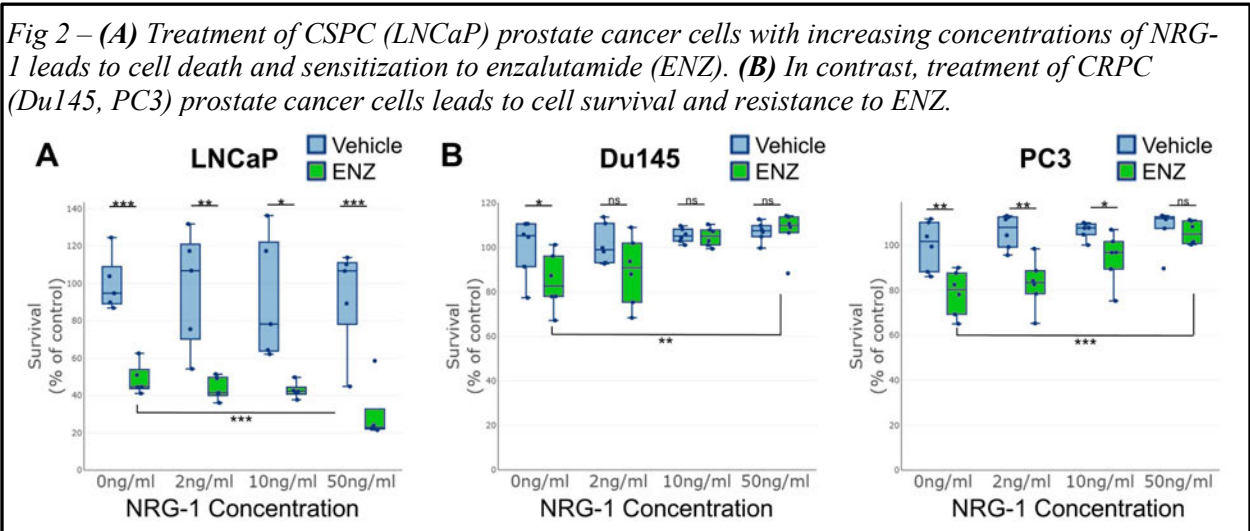 Fig 2 – (A) Treatment of CSPC (LNCaP) prostate cancer cells with increasing concentrations of NRG-
1 leads to cell death and sensitization to enzalutamide (ENZ). (B) In contrast, treatment of CRPC
(Du145, PC3) prostate cancer cells leads to cell survival and resistance to ENZ.
A
LNCaP
Vehicle
ENZ
*** ** * ***
140
120
100
80
60
40
20
0
Survival
(% of control)
***
0ng/ml 2ng/ml 10ng/ml 50ng/ml
NRG-1 Concentration
B
Du145
Vehicle
ENZ
* ns ns ns
120
100
80
60
40
20
0
Survival
(% of control)
**
0ng/ml 2ng/ml 10ng/ml 50ng/ml
NRG-1 Concentration
PC3
Vehicle
ENZ
** ** * ns
100
80
60
40
20
0
Survival
(% of control)
***
0ng/ml 2ng/ml 10ng/ml 50ng/ml
NRG-1 Concentration